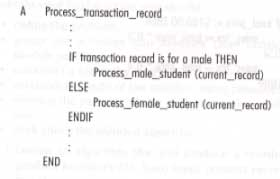 A Process_transaction_record
:
:
IF transaction record is for a male THEN
Process_male_student (current_record)
ELSE
Process_female_student (current_record)
ENDIF
:
:
END